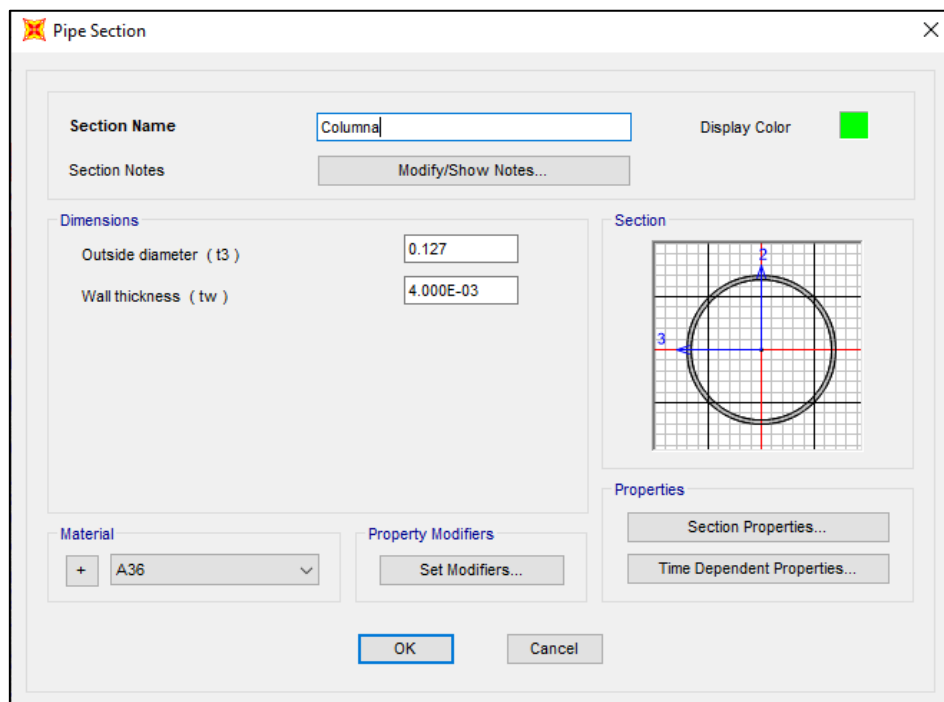 Pipe Section
Section Name
Columna
Display Color
Section Notes
Modify/Show Notes...
Dimensions
Outside diameter ( t3 )
0.127
Wall thickness ( tw )
4.000E-03
Section
2
3
Properties
Section Properties...
Time Dependent Properties...
Material
+
A36
Property Modifiers
Set Modifiers...
OK
Cancel